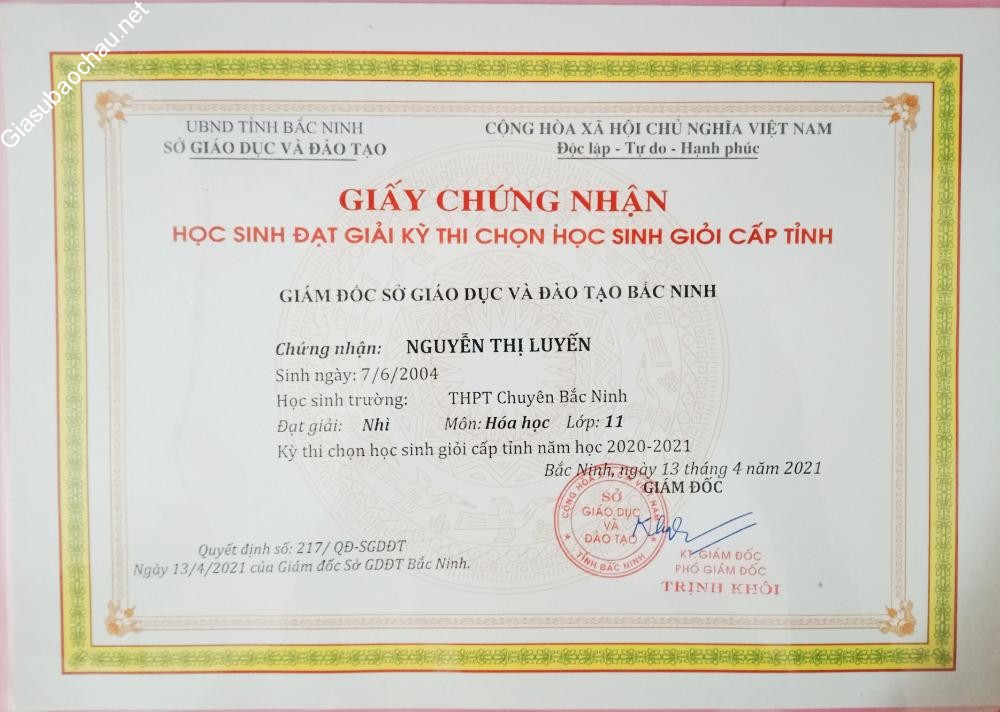 Giasubaochau.net
UBND TỈNH BẮC NINH
SỞ GIÁO DỤC VÀ ĐÀO TẠO
CỘNG HÒA XÃ HỘI CHỦ NGHĨA VIỆT NAM
Độc lập - Tự do - Hạnh phúc
GIẤY CHỨNG NHẬN
HỌC SINH ĐẠT GIẢI KỲ THI CHỌN HỌC SINH GIỎI CẤP TỈNH
GIÁM ĐỐC SỞ GIÁO DỤC VÀ ĐÀO TẠO BẮC NINH
Chứng nhận: NGUYỄN THỊ LUYẾN
Sinh ngày: 7/6/2004
Học sinh trường: THPT Chuyên Bắc Ninh
Đạt giải: Nhì Môn: Hóa học Lớp: 11
Kỳ thi chọn học sinh giỏi cấp tỉnh năm học 2020-2021
Bắc Ninh, ngày 13 tháng 4 năm 2021
GIÁM ĐỐC
SỞ
GIÁO DỤC
VÀ
ĐÀO TẠO
TỈNH BẮC NINH
KT.GIÁM ĐỐC
PHÓ GIÁM ĐỐC
TRỊNH KHÔI
Quyết định số: 217/ QĐ-SGDĐT
Ngày 13/4/2021 của Giám đốc Sở GDĐT Bắc Ninh.